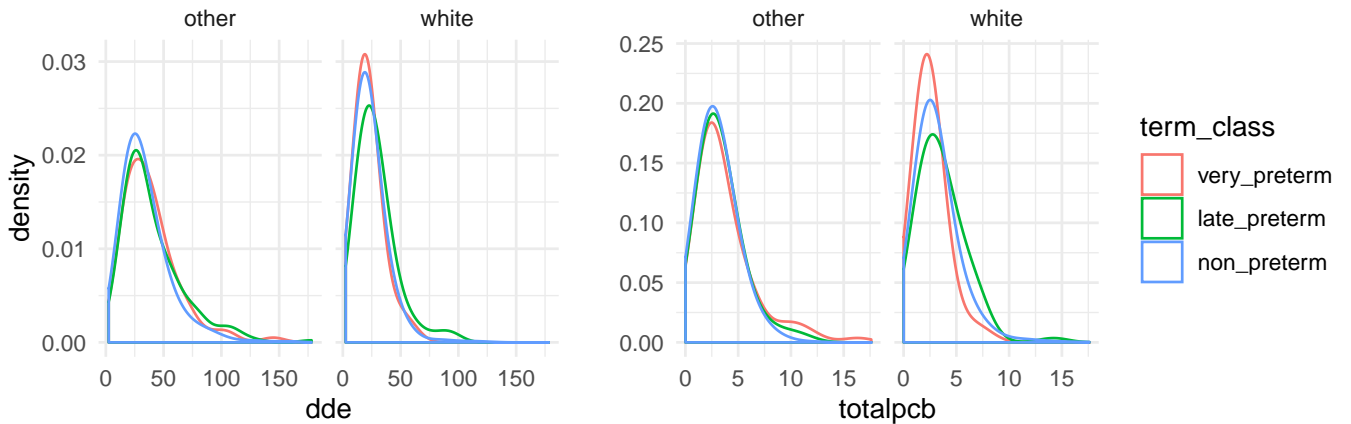 other
white
other
white
density
0.03
0.02
0.01
0.00
0.25
0.20
0.15
0.10
0.05
0.00
0 50 100 150
0 50 100 150
0 5 10 15
0 5 10 15
dde
totalpcb
term_class
very_preterm
late_preterm
non_preterm